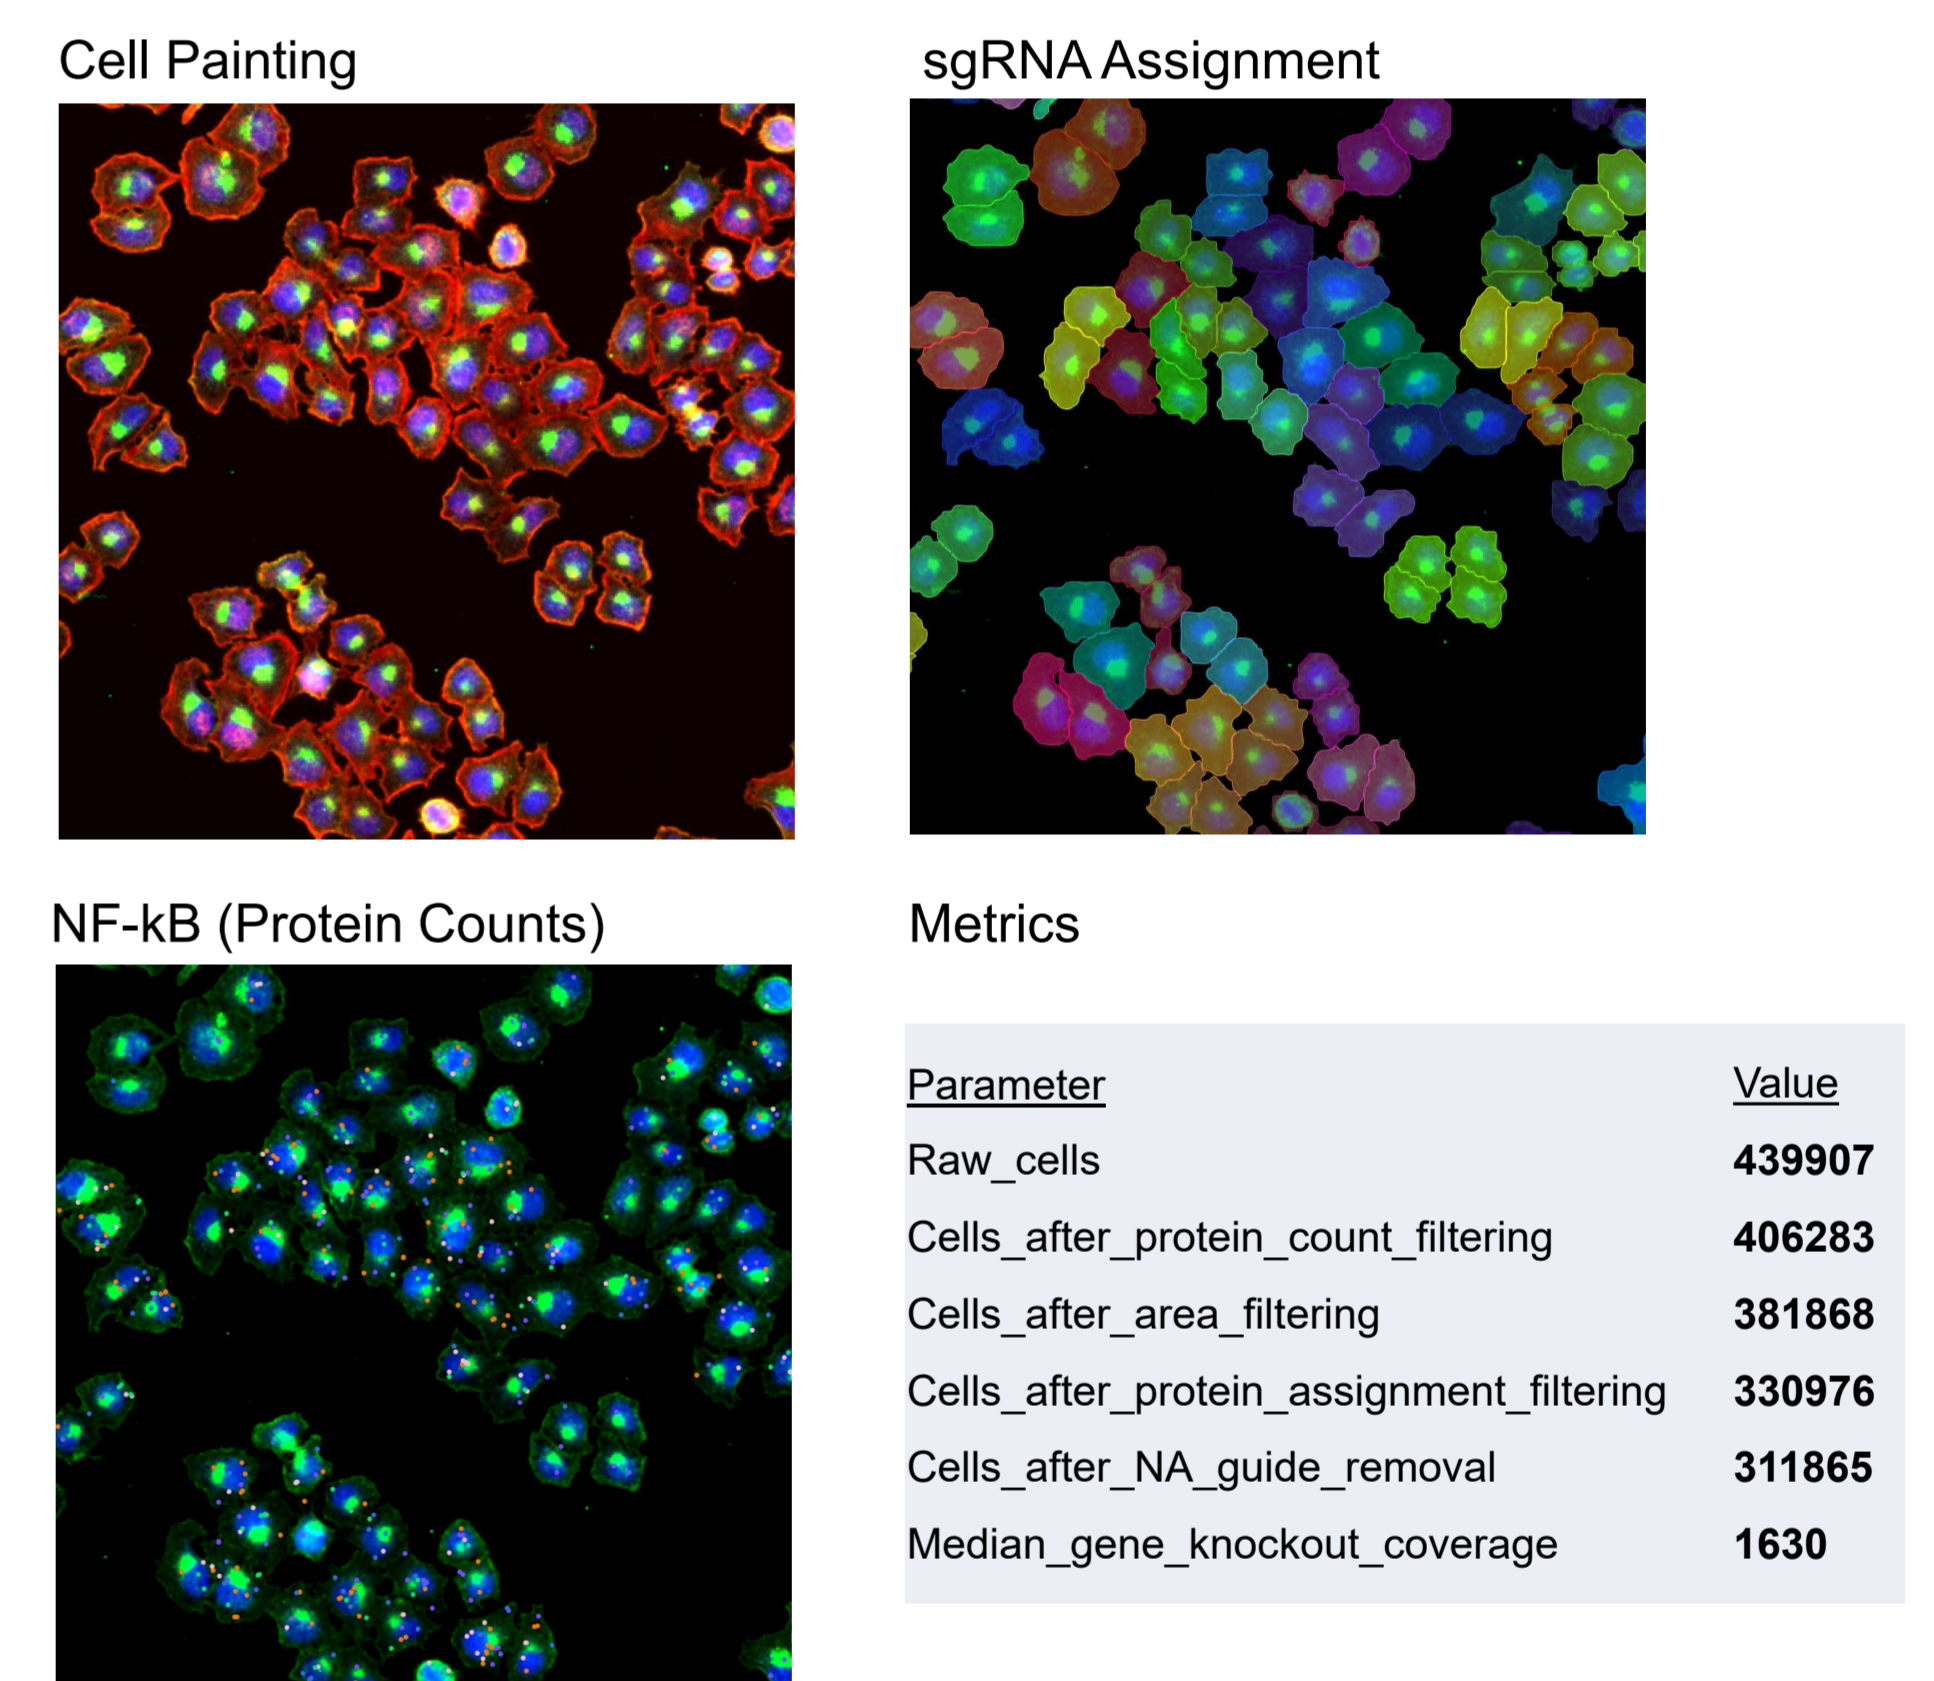 Cell Painting
sgRNA Assignment
NF-kB (Protein Counts)
Metrics
Parameter Value
Raw_cells 439907
Cells_after_protein_count_filtering 406283
Cells_after_area_filtering 381868
Cells_after_protein_assignment_filtering 330976
Cells_after_NA_guide_removal 311865
Median_gene_knockout_coverage 1630